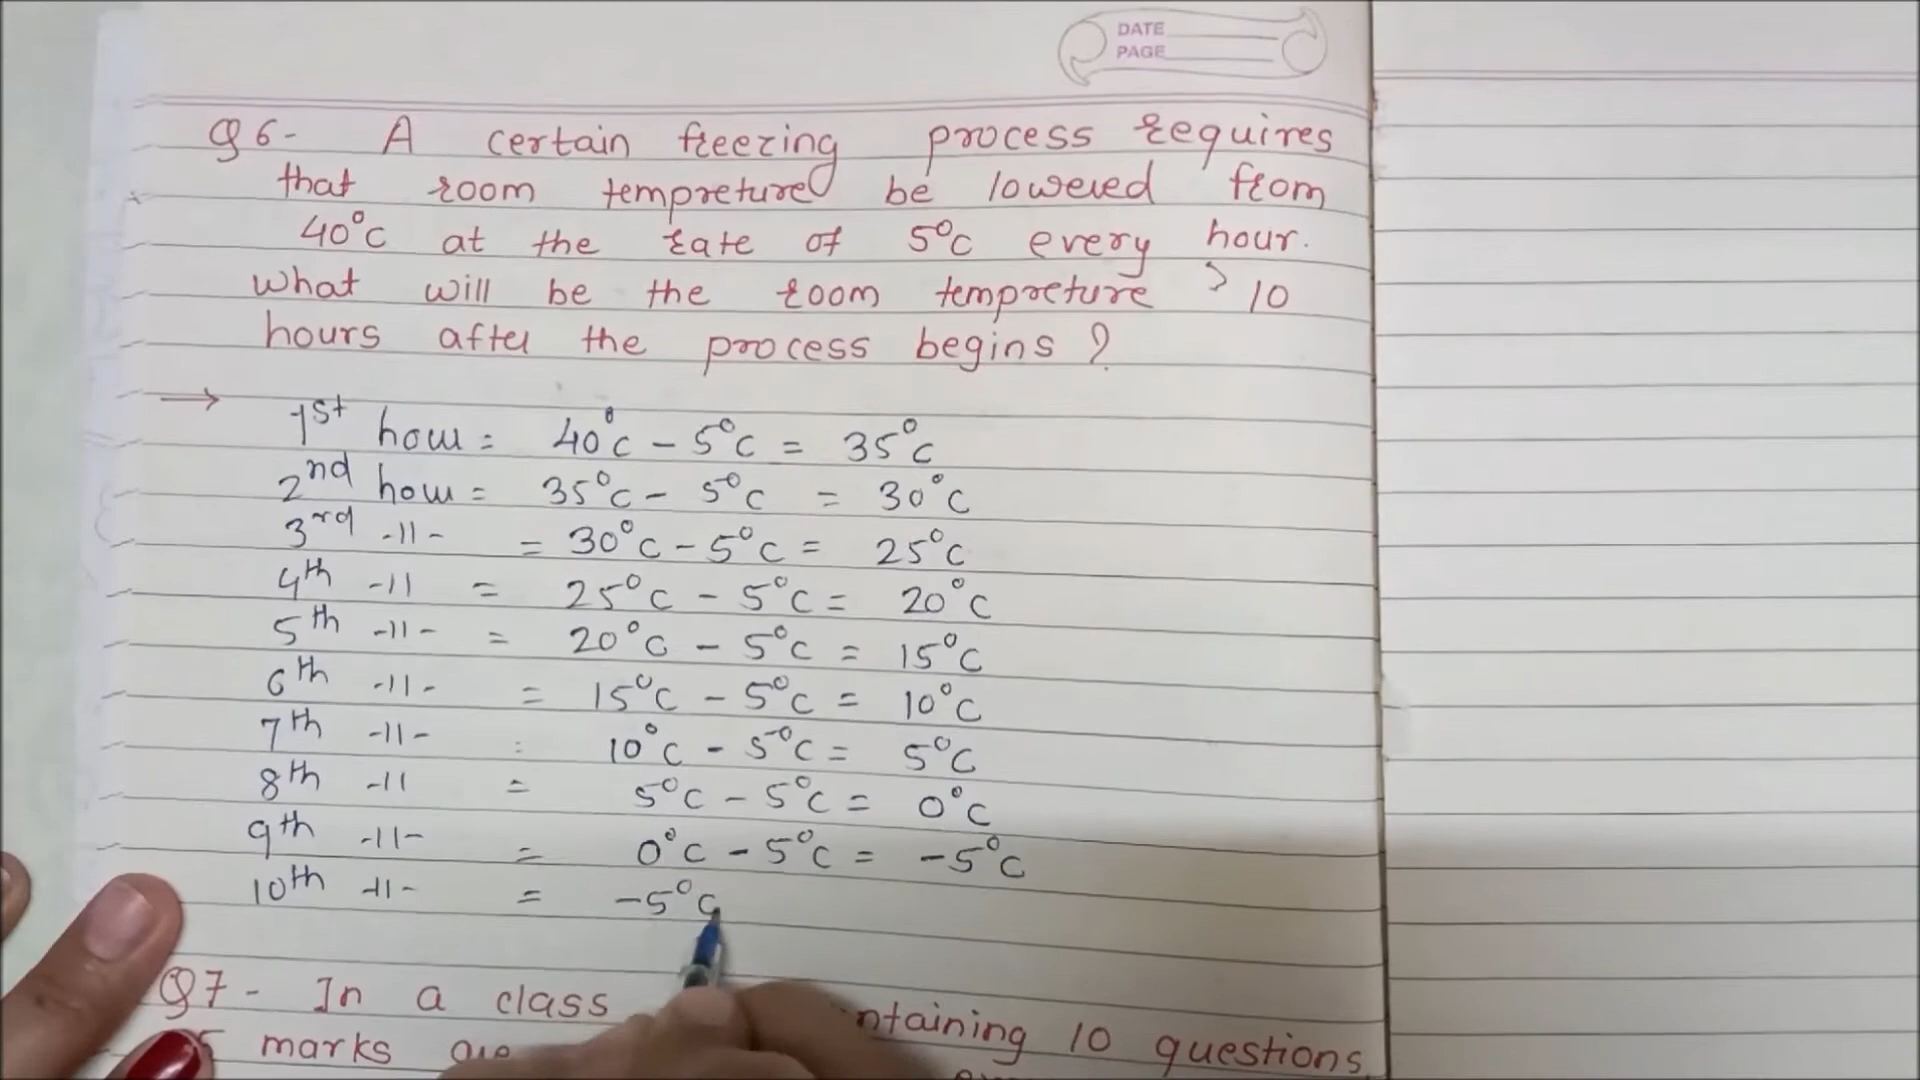 DATE
PAGE
Q6- A certain freezing process requires
that room tempreture be lowered from
40°c at the rate of 5°c every hour.
what will be the room tempreture 10
hours after the process begins ?
→
1st hour = 40°c - 5°c = 35°c
2nd hour = 35°c - 5°c = 30°c
3rd -11- = 30°c - 5°c = 25°c
4th -11 = 25°c - 5°c = 20°c
5th -11- = 20°c - 5°c = 15°c
6th -11- = 15°c - 5°c = 10°c
7th -11- : 10°c - 5°c = 5°c
8th -11 = 5°c - 5°c = 0°c
9th -11- = 0°c - 5°c = -5°c
10th -11- = -5°c
Q7- In a class ntaining 10 questions
marks are